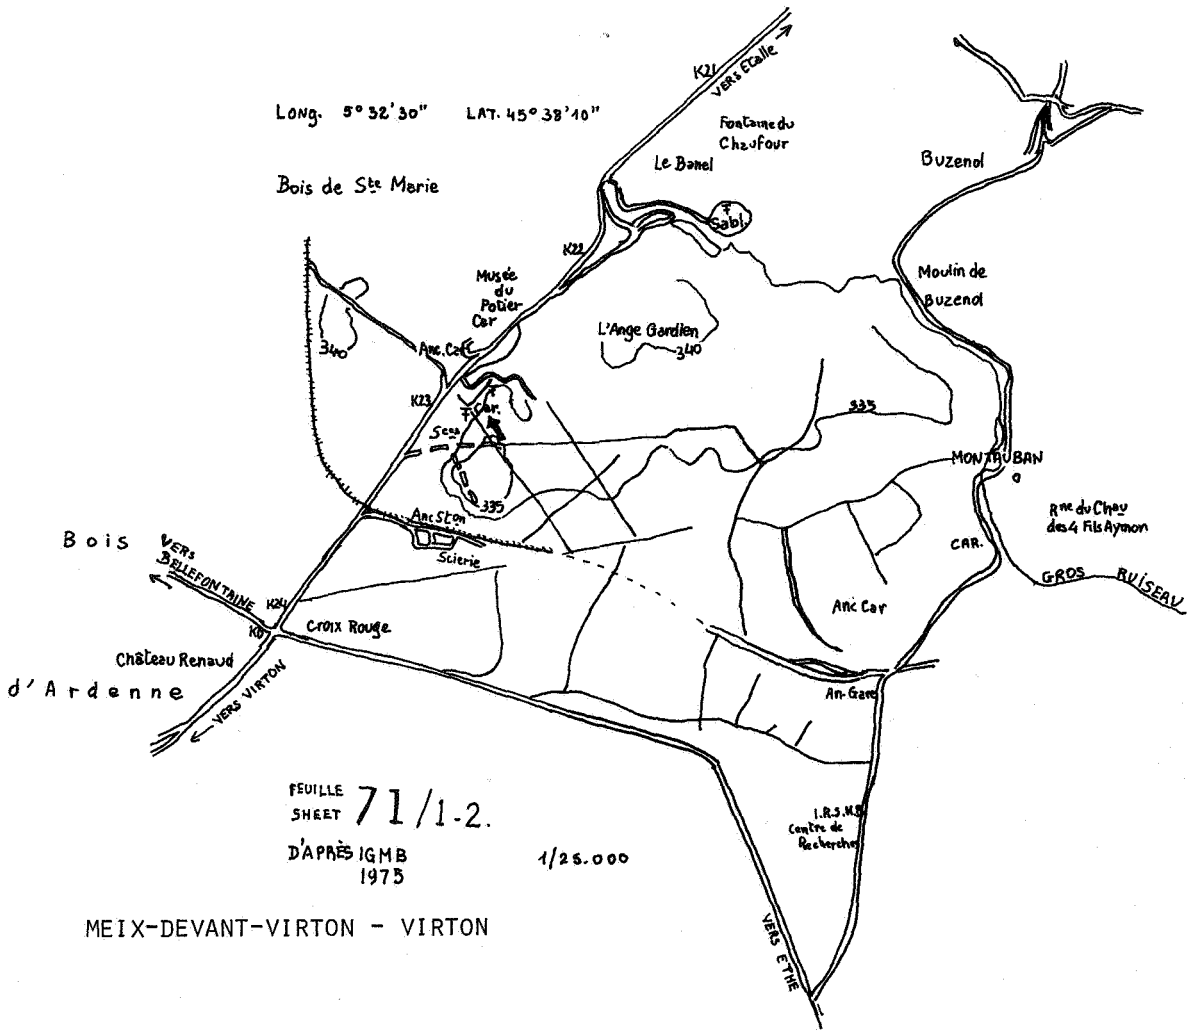 K21
VERS Etalle
LONG. 5° 32' 30" LAT. 45° 38' 10"
Fontaine du
Chaufour
Le Banel
Buzenol
Bois de Ste Marie
Sabl.
K22
Moulin de
Buzenol
Musée
du
Potier
Car
L'Ange Gardien
340
340
Anc. Caf
K23
Car.
335
MONTAUBAN
335
Anc Ston
Scierie
Rne du Chau
des 4 Fils Aymon
CAR.
GROS RUISEAU
Bois
VERS
BELLEFONTAINE
K24
K0
Croix Rouge
Anc Car
Château Renaud
d'Ardenne
VERS VIRTON
An-Gare
FEUILLE
SHEET 71/1-2.
D'APRÈS IGMB
1975
1/25.000
Centre de
Recherches
VERS ETHE
MEIX-DEVANT-VIRTON - VIRTON